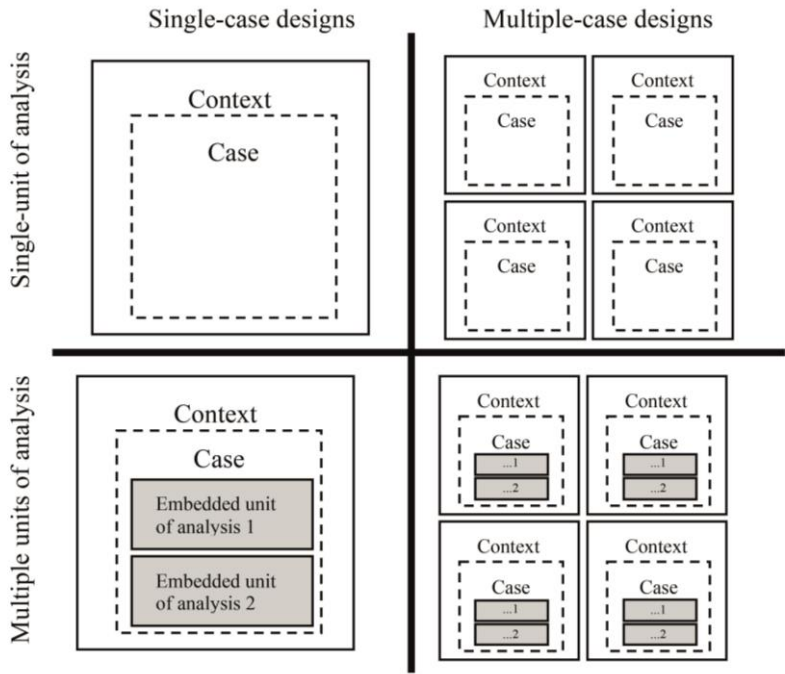 Single-case designs
Multiple-case designs
Single-unit of analysis
Context
Case
Context
Case
Context
Case
Context
Case
Context
Case
Multiple units of analysis
Context
Case
Embedded unit
of analysis 1
Embedded unit
of analysis 2
Context
Case
...1
...2
Context
Case
...1
...2
Context
Case
...1
...2
Context
Case
...1
...2